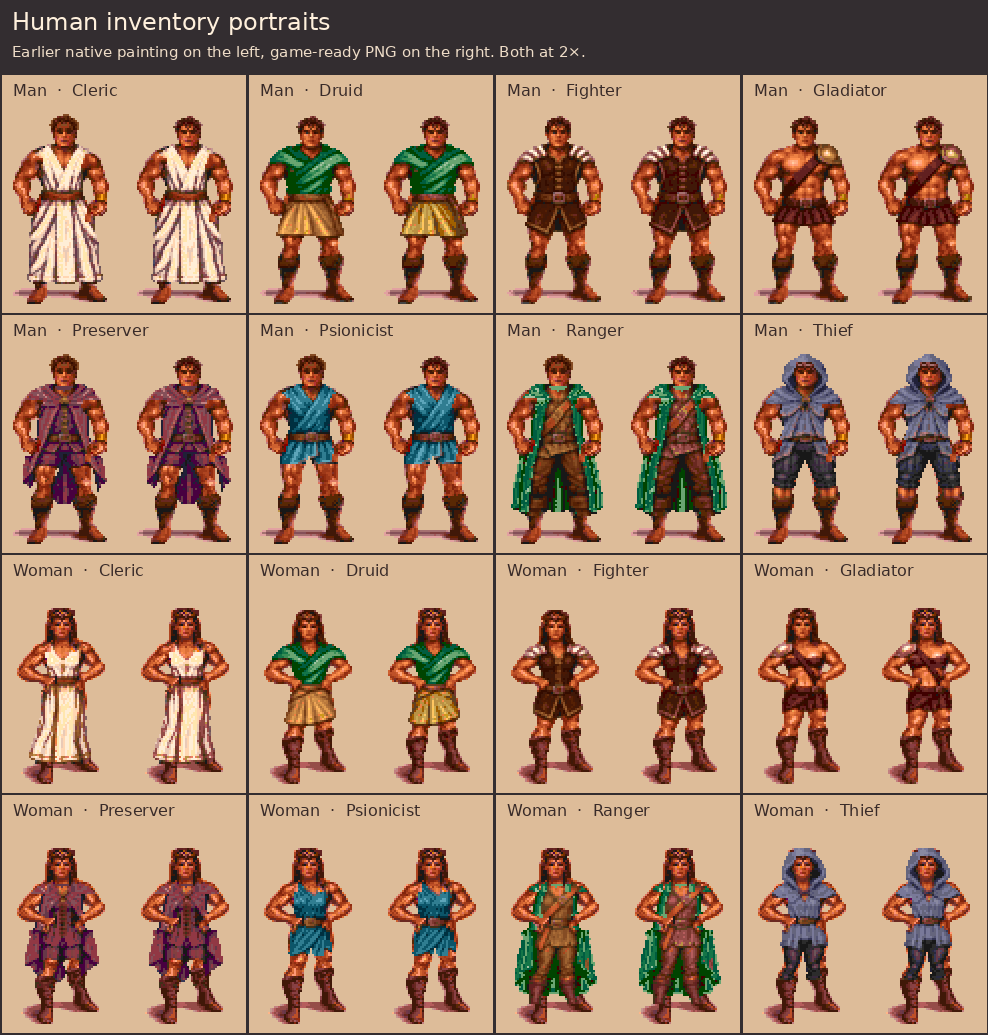 Human inventory portraits
Earlier native painting on the left, game-ready PNG on the right. Both at 2×.
Man · Cleric
Man · Druid
Man · Fighter
Man · Gladiator
Man · Preserver
Man · Psionicist
Man · Ranger
Man · Thief
Woman · Cleric
Woman · Druid
Woman · Fighter
Woman · Gladiator
Woman · Preserver
Woman · Psionicist
Woman · Ranger
Woman · Thief